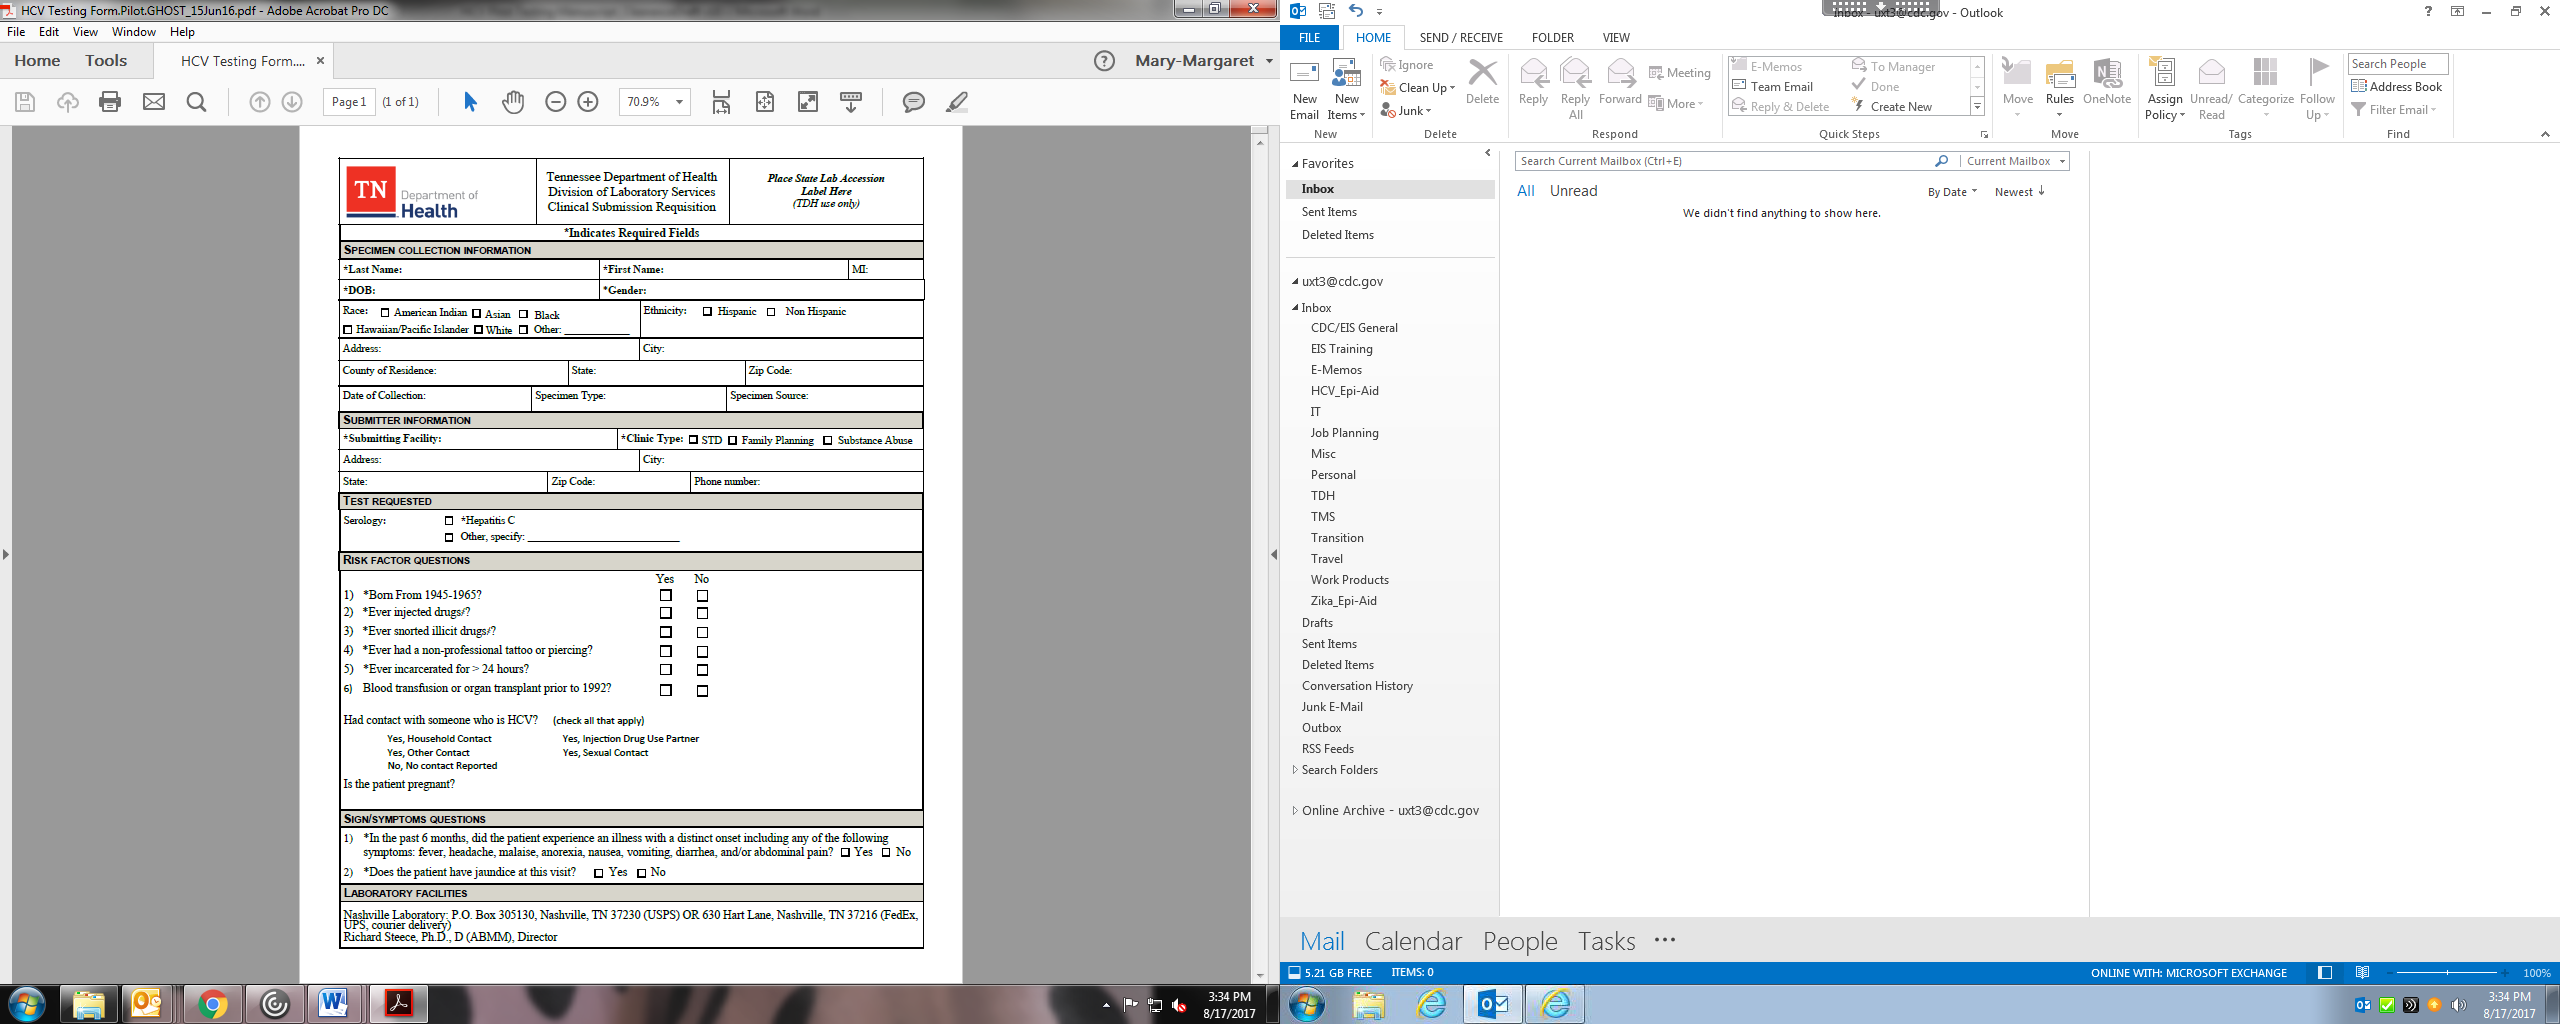 HCV Testing Form.Pilot.GHOST_15Jun16.pdf - Adobe Acrobat Pro DC
File Edit View Window Help
Home Tools HCV Testing Form.... × ? Mary-Margaret
Page 1 (1 of 1) 70.9%
TN Department of Health
Tennessee Department of Health
Division of Laboratory Services
Clinical Submission Requisition
Place State Lab Accession
Label Here
(TDH use only)
*Indicates Required Fields
SPECIMEN COLLECTION INFORMATION
*Last Name: *First Name: MI:
*DOB: *Gender:
Race: American Indian Asian Black Ethnicity: Hispanic Non Hispanic
Hawaiian/Pacific Islander White Other: ____________
Address: City:
County of Residence: State: Zip Code:
Date of Collection: Specimen Type: Specimen Source:
SUBMITTER INFORMATION
*Submitting Facility: *Clinic Type: STD Family Planning Substance Abuse
Address: City:
State: Zip Code: Phone number:
TEST REQUESTED
Serology: *Hepatitis C
Other, specify: ____________________________
RISK FACTOR QUESTIONS
Yes No
1) *Born From 1945-1965?
2) *Ever injected drugs?
3) *Ever snorted illicit drugs?
4) *Ever had a non-professional tattoo or piercing?
5) *Ever incarcerated for > 24 hours?
6) Blood transfusion or organ transplant prior to 1992?
Had contact with someone who is HCV? (check all that apply)
Yes, Household Contact Yes, Injection Drug Use Partner
Yes, Other Contact Yes, Sexual Contact
No, No contact Reported
Is the patient pregnant?
SIGN/SYMPTOMS QUESTIONS
1) *In the past 6 months, did the patient experience an illness with a distinct onset including any of the following
symptoms: fever, headache, malaise, anorexia, nausea, vomiting, diarrhea, and/or abdominal pain? Yes No
2) *Does the patient have jaundice at this visit? Yes No
LABORATORY FACILITIES
Nashville Laboratory: P.O. Box 305130, Nashville, TN 37230 (USPS) OR 630 Hart Lane, Nashville, TN 37216 (FedEx,
UPS, courier delivery)
Richard Steece, Ph.D., D (ABMM), Director
3:34 PM
8/17/2017
Inbox - uxt3@cdc.gov - Outlook
FILE HOME SEND / RECEIVE FOLDER VIEW
New Email
New Items
New
Ignore
Clean Up
Junk
Delete
Delete
Reply
Reply All
Forward
Meeting
More
Respond
E-Memos
Team Email
Reply & Delete
To Manager
Done
Create New
Quick Steps
Move
Rules
OneNote
Move
Assign Policy
Unread/ Read
Categorize
Follow Up
Tags
Search People
Address Book
Filter Email
Find
Favorites
Inbox
Sent Items
Deleted Items
uxt3@cdc.gov
Inbox
CDC/EIS General
EIS Training
E-Memos
HCV_Epi-Aid
IT
Job Planning
Misc
Personal
TDH
TMS
Transition
Travel
Work Products
Zika_Epi-Aid
Drafts
Sent Items
Deleted Items
Conversation History
Junk E-Mail
Outbox
RSS Feeds
Search Folders
Online Archive - uxt3@cdc.gov
Search Current Mailbox (Ctrl+E) Current Mailbox
All Unread By Date Newest
We didn't find anything to show here.
Mail Calendar People Tasks ...
5.21 GB FREE ITEMS: 0 ONLINE WITH: MICROSOFT EXCHANGE 100%
3:34 PM
8/17/2017